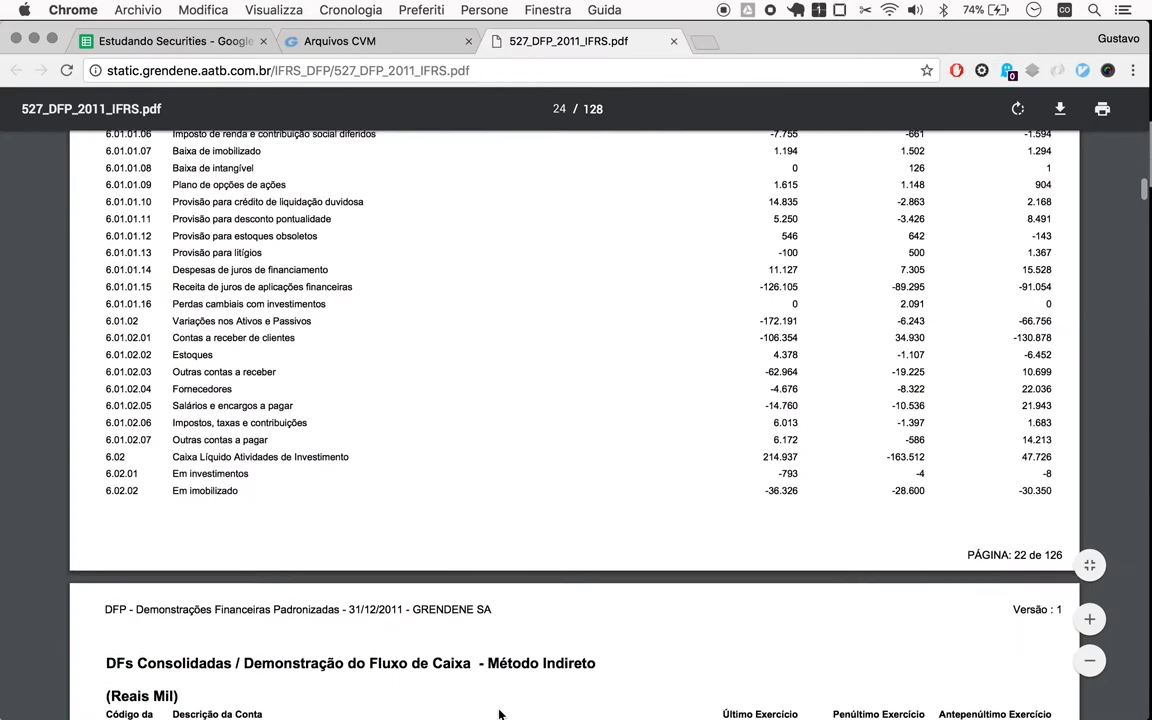 Chrome Archivio Modifica Visualizza Cronologia Preferiti Persone Finestra Guida 1 74% CO
Estudando Securities - Google × Arquivos CVM × 527_DFP_2011_IFRS.pdf × Gustavo
static.grendene.aatb.com.br/IFRS_DFP/527_DFP_2011_IFRS.pdf 0
527_DFP_2011_IFRS.pdf 24 / 128
6.01.01.06 Imposto de renda e contribuição social diferidos -7.755 -661 -1.594
6.01.01.07 Baixa de imobilizado 1.194 1.502 1.294
6.01.01.08 Baixa de intangível 0 126 1
6.01.01.09 Plano de opções de ações 1.615 1.148 904
6.01.01.10 Provisão para crédito de liquidação duvidosa 14.835 -2.863 2.168
6.01.01.11 Provisão para desconto pontualidade 5.250 -3.426 8.491
6.01.01.12 Provisão para estoques obsoletos 546 642 -143
6.01.01.13 Provisão para litígios -100 500 1.367
6.01.01.14 Despesas de juros de financiamento 11.127 7.305 15.528
6.01.01.15 Receita de juros de aplicações financeiras -126.105 -89.295 -91.054
6.01.01.16 Perdas cambiais com investimentos 0 2.091 0
6.01.02 Variações nos Ativos e Passivos -172.191 -6.243 -66.756
6.01.02.01 Contas a receber de clientes -106.354 34.930 -130.878
6.01.02.02 Estoques 4.378 -1.107 -6.452
6.01.02.03 Outras contas a receber -62.964 -19.225 10.699
6.01.02.04 Fornecedores -4.676 -8.322 22.036
6.01.02.05 Salários e encargos a pagar -14.760 -10.536 21.943
6.01.02.06 Impostos, taxas e contribuições 6.013 -1.397 1.683
6.01.02.07 Outras contas a pagar 6.172 -586 14.213
6.02 Caixa Líquido Atividades de Investimento 214.937 -163.512 47.726
6.02.01 Em investimentos -793 -4 -8
6.02.02 Em imobilizado -36.326 -28.600 -30.350
PÁGINA: 22 de 126
DFP - Demonstrações Financeiras Padronizadas - 31/12/2011 - GRENDENE SA Versão : 1
DFs Consolidadas / Demonstração do Fluxo de Caixa - Método Indireto
(Reais Mil)
Código da Descrição da Conta Último Exercício Penúltimo Exercício Antepenúltimo Exercício